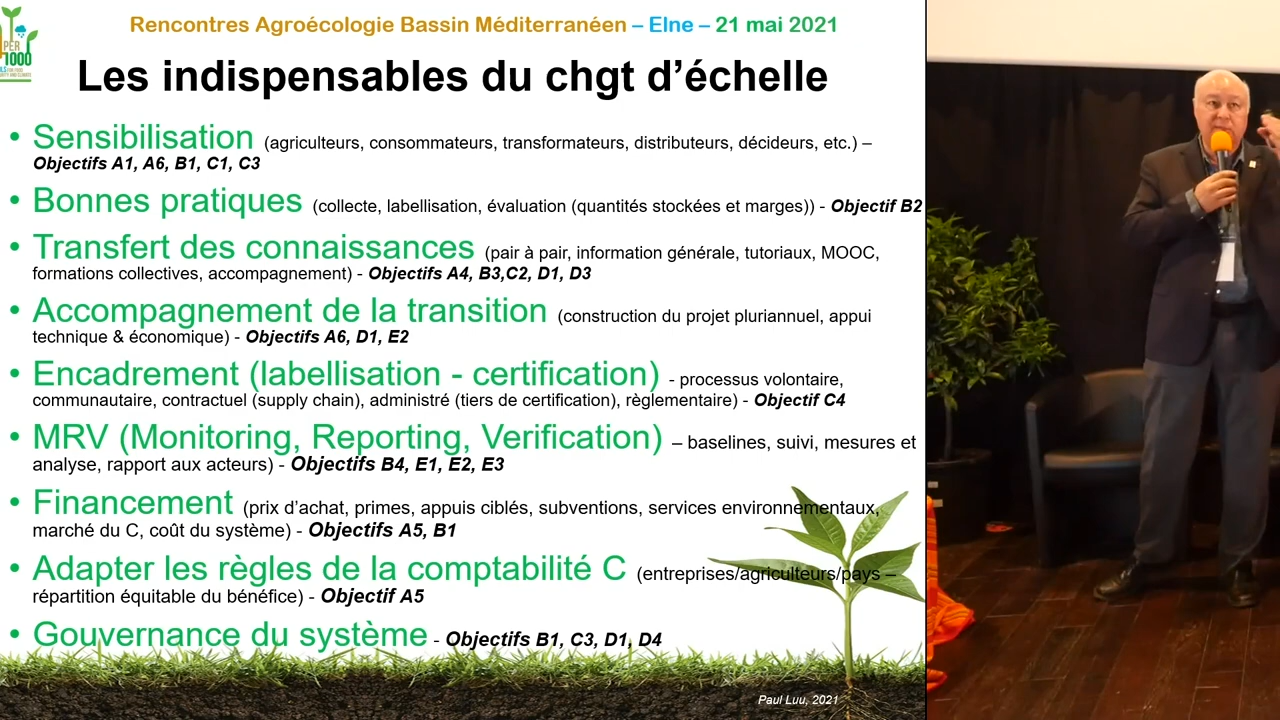 Rencontres Agroécologie Bassin Méditerranéen – Elne – 21 mai 2021
PER
1000
Les indispensables du chgt d'échelle
• Sensibilisation (agriculteurs, consommateurs, transformateurs, distributeurs, décideurs, etc.) –
Objectifs A1, A6, B1, C1, C3
• Bonnes pratiques (collecte, labellisation, évaluation (quantités stockées et marges)) - Objectif B2
• Transfert des connaissances (pair à pair, information générale, tutoriaux, MOOC,
formations collectives, accompagnement) - Objectifs A4, B3,C2, D1, D3
• Accompagnement de la transition (construction du projet pluriannuel, appui
technique & économique) - Objectifs A6, D1, E2
• Encadrement (labellisation - certification) - processus volontaire,
communautaire, contractuel (supply chain), administré (tiers de certification), règlementaire) - Objectif C4
• MRV (Monitoring, Reporting, Verification) – baselines, suivi, mesures et
analyse, rapport aux acteurs) - Objectifs B4, E1, E2, E3
• Financement (prix d'achat, primes, appuis ciblés, subventions, services environnementaux,
marché du C, coût du système) - Objectifs A5, B1
• Adapter les règles de la comptabilité C (entreprises/agriculteurs/pays –
répartition équitable du bénéfice) - Objectif A5
• Gouvernance du système - Objectifs B1, C3, D1, D4
Paul Luu, 2021